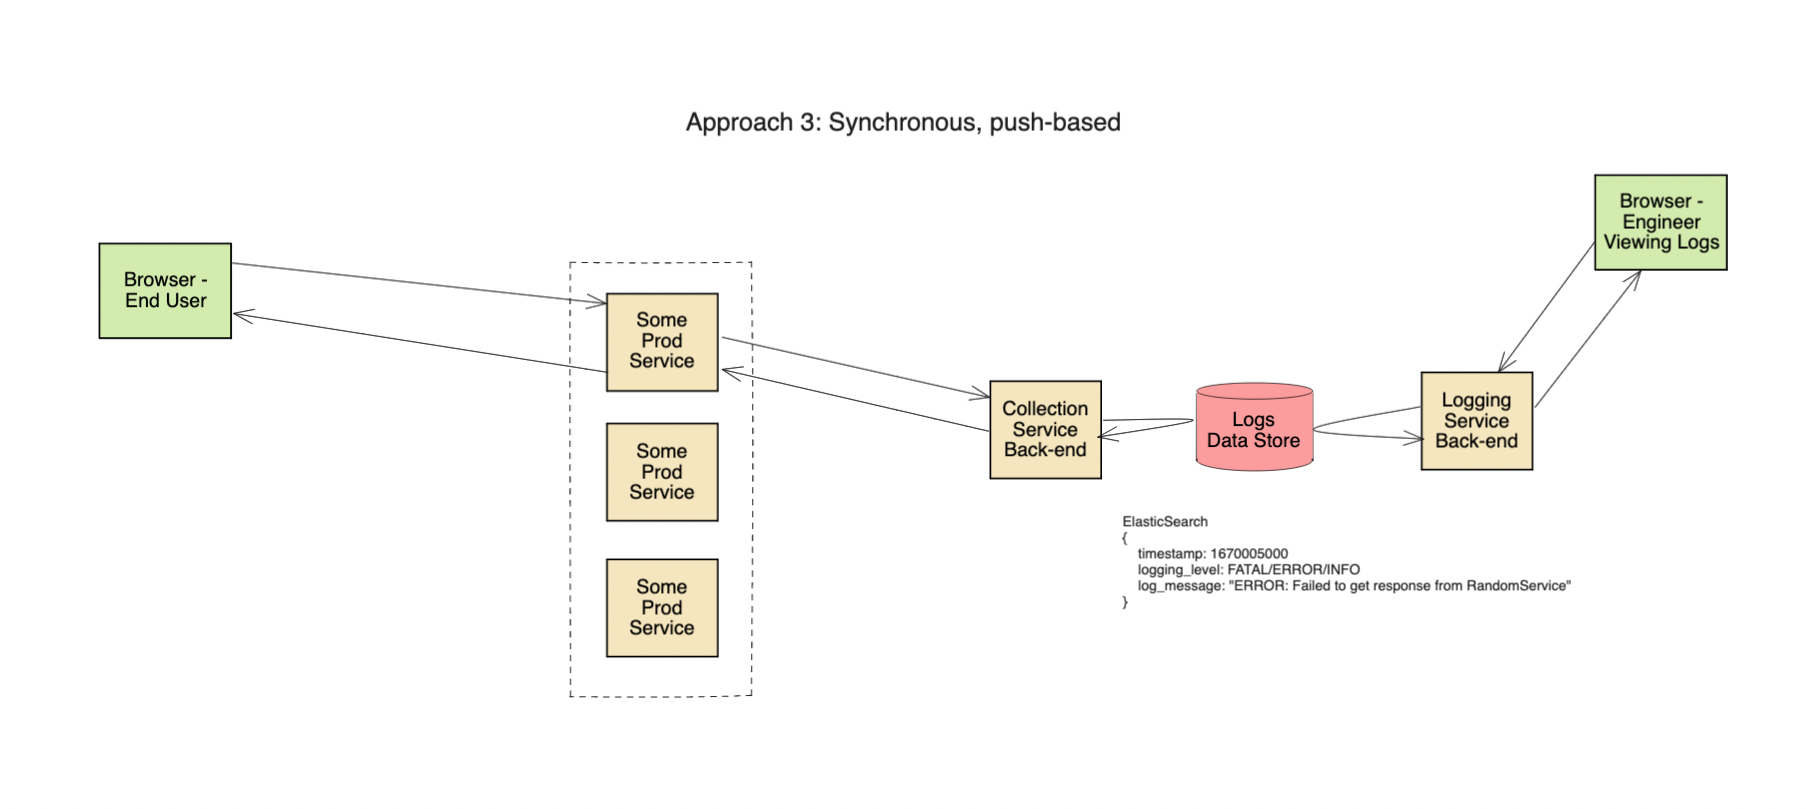 Approach 3: Synchronous, push-based
Browser -
Engineer
Viewing Logs
Browser -
End User
Some
Prod
Service
Collection
Service
Back-end
Logs
Data Store
Logging
Service
Back-end
Some
Prod
Service
ElasticSearch
{
timestamp: 1670005000
logging_level: FATAL/ERROR/INFO
log_message: "ERROR: Failed to get response from RandomService"
}
Some
Prod
Service